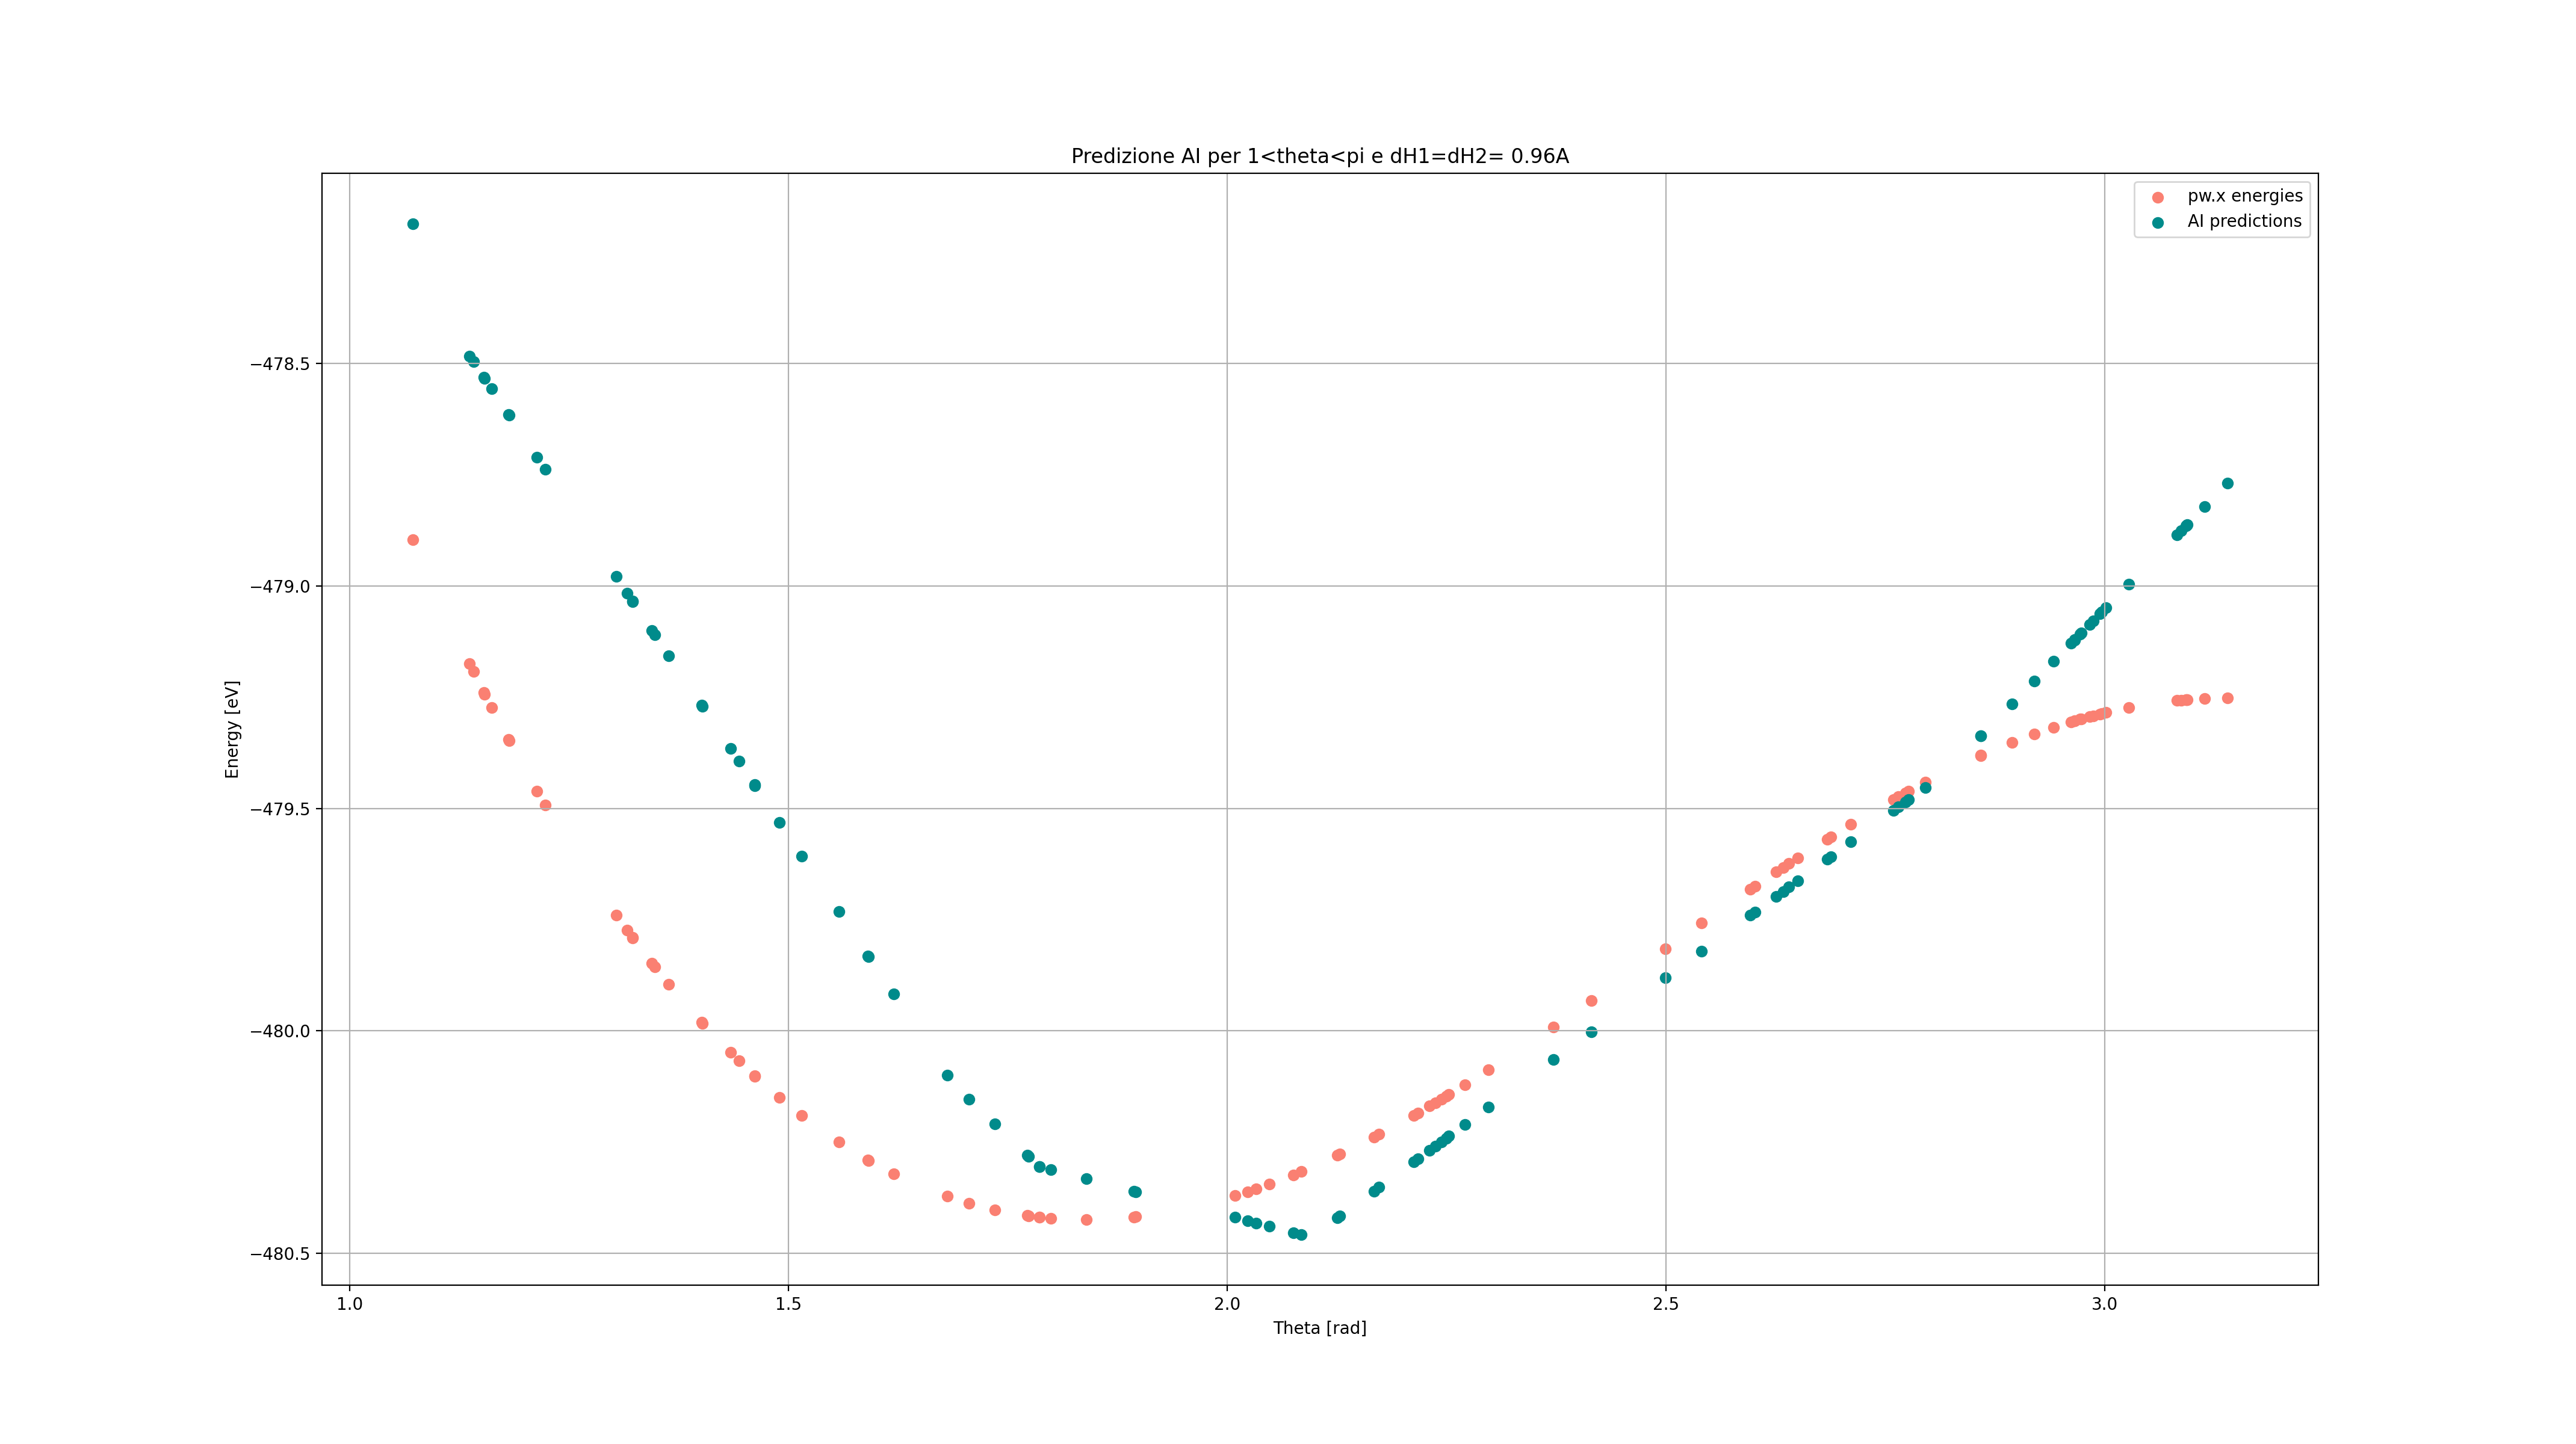 Predizione AI per 1<theta<pi e dH1=dH2= 0.96A
pw.x energies
AI predictions
Energy [eV]
−478.5
−479.0
−479.5
−480.0
−480.5
1.0
1.5
2.0
2.5
3.0
Theta [rad]